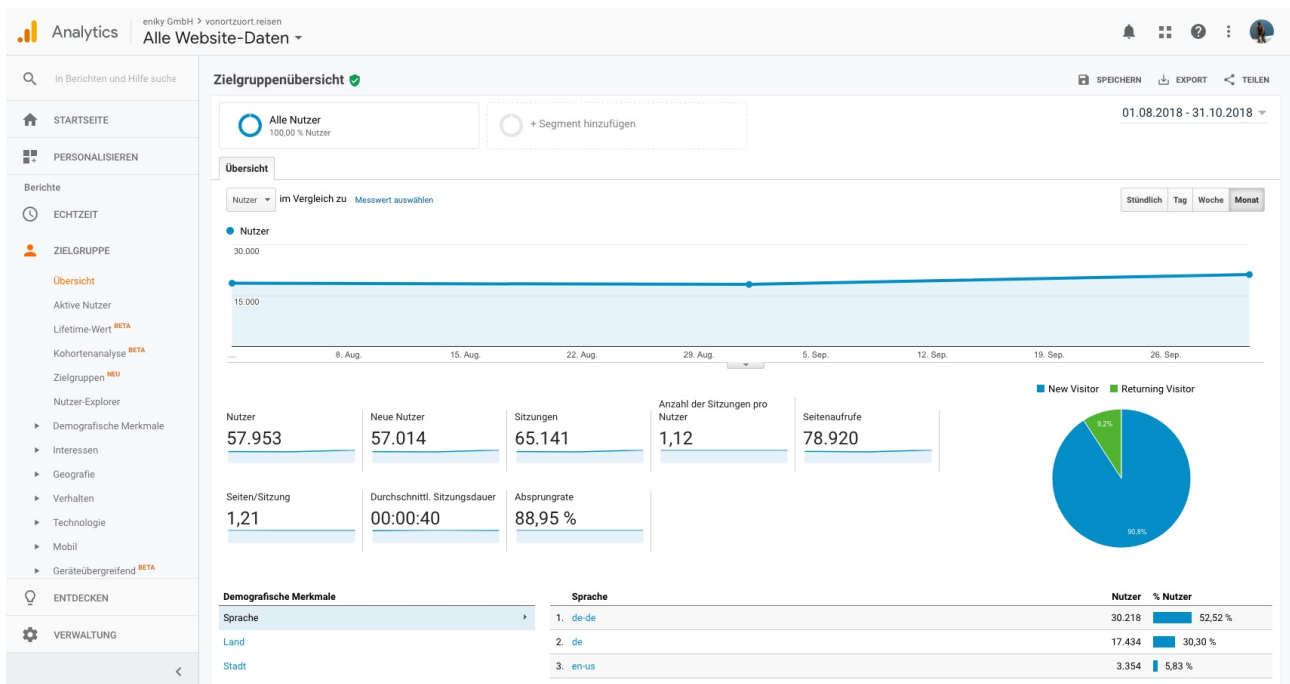 eniky GmbH > vonortzuort.reisen
Analytics
Alle Website-Daten
In Berichten und Hilfe suche
STARTSEITE
PERSONALISIEREN
Berichte
ECHTZEIT
ZIELGRUPPE
Übersicht
Aktive Nutzer
Lifetime-Wert BETA
Kohortenanalyse BETA
Zielgruppen NEU
Nutzer-Explorer
Demografische Merkmale
Interessen
Geografie
Verhalten
Technologie
Mobil
Geräteübergreifend BETA
ENTDECKEN
VERWALTUNG
Zielgruppenübersicht
SPEICHERN EXPORT TEILEN
Alle Nutzer
100,00 % Nutzer
+ Segment hinzufügen
01.08.2018 - 31.10.2018
Übersicht
Nutzer im Vergleich zu Messwert auswählen
Stündlich Tag Woche Monat
Nutzer
30.000
15.000
... 8. Aug. 15. Aug. 22. Aug. 29. Aug. 5. Sep. 12. Sep. 19. Sep. 26. Sep.
New Visitor Returning Visitor
Nutzer
57.953
Neue Nutzer
57.014
Sitzungen
65.141
Anzahl der Sitzungen pro
Nutzer
1,12
Seitenaufrufe
78.920
Seiten/Sitzung
1,21
Durchschnittl. Sitzungsdauer
00:00:40
Absprungrate
88,95 %
9,2%
90,8%
Demografische Merkmale
Sprache
Land
Stadt
Sprache Nutzer % Nutzer
1. de-de 30.218 52,52 %
2. de 17.434 30,30 %
3. en-us 3.354 5,83 %